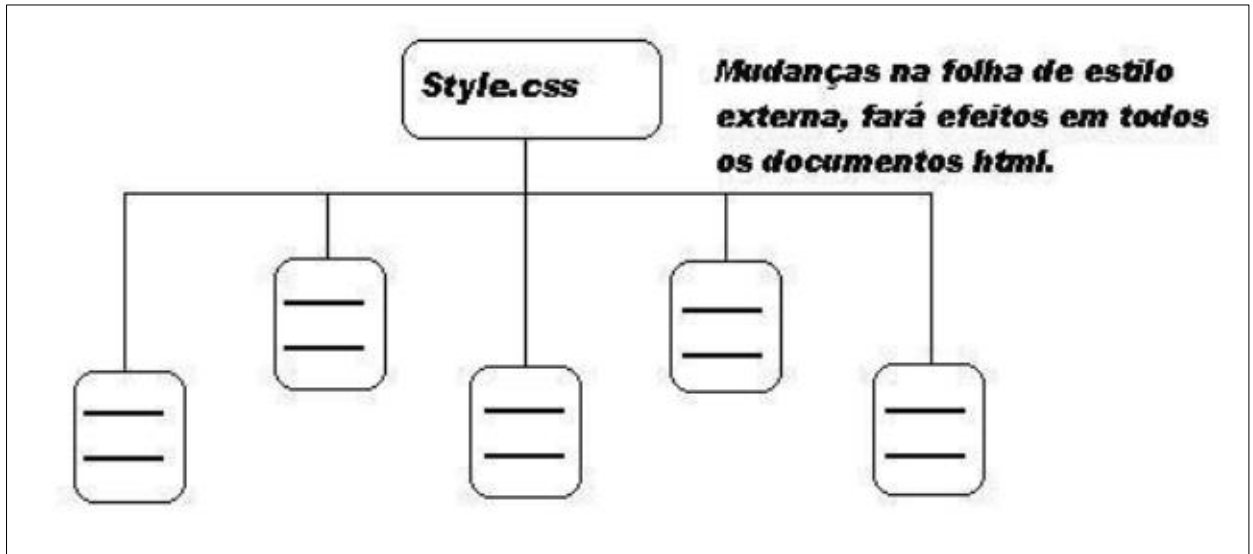 Style.css
Mudanças na folha de estilo
externa, fará efeitos em todos
os documentos html.